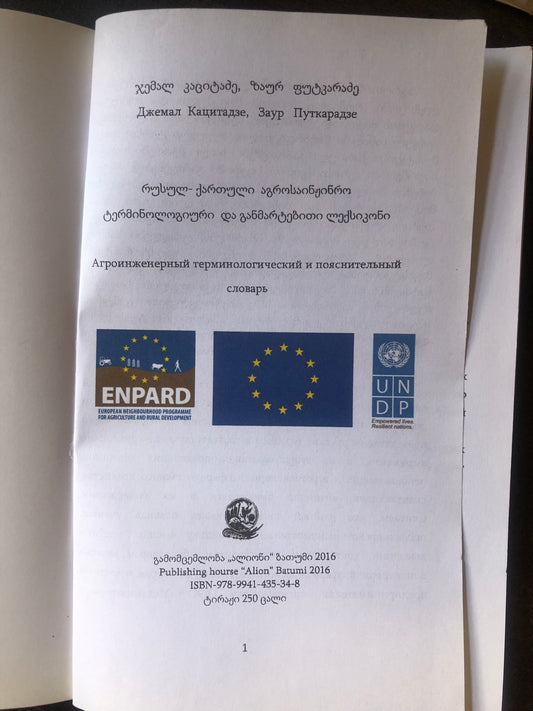 ჯემალ კაციტაძე, ზაურ ფუტკარაძე
Джемал Кацитадзе, Заур Путкарадзе
რუსულ- ქართული აგროსაინჟინრო
ტერმინოლოგიური და განმარტებითი ლექსიკონი
Агроинженерный терминологический и пояснительный
словарь
ENPARD
EUROPEAN NEIGHBOURHOOD PROGRAMME
FOR AGRICULTURE AND RURAL DEVELOPMENT
U N
D P
Empowered lives.
Resilient nations.
გამომცემლობა „ალიონი“ ბათუმი 2016
Publishing hourse “Alion” Batumi 2016
ISBN-978-9941-435-34-8
ტირაჟი 250 ცალი
1